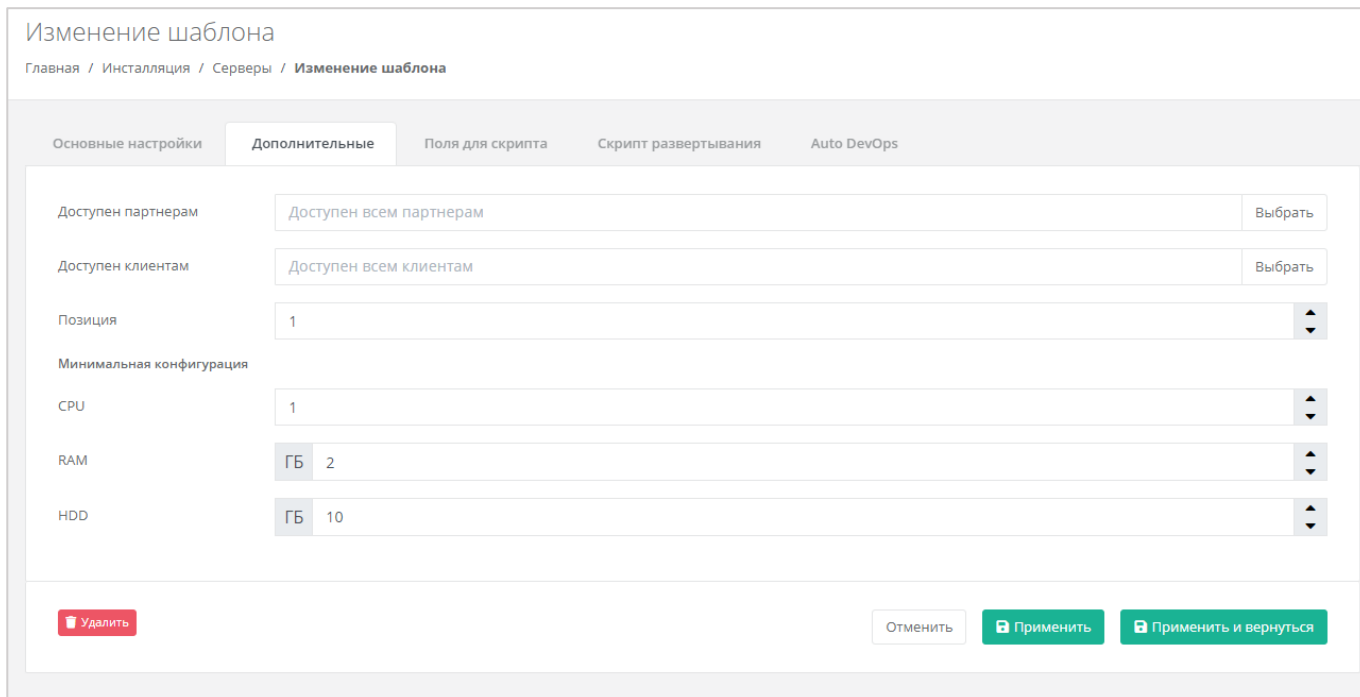 Изменение шаблона
Главная / Инсталляция / Серверы / Изменение шаблона
Основные настройки Дополнительные Поля для скрипта Скрипт развертывания Auto DevOps
Доступен партнерам Доступен всем партнерам Выбрать
Доступен клиентам Доступен всем клиентам Выбрать
Позиция 1
Минимальная конфигурация
CPU 1
RAM ГБ 2
HDD ГБ 10
Удалить Отменить Применить Применить и вернуться